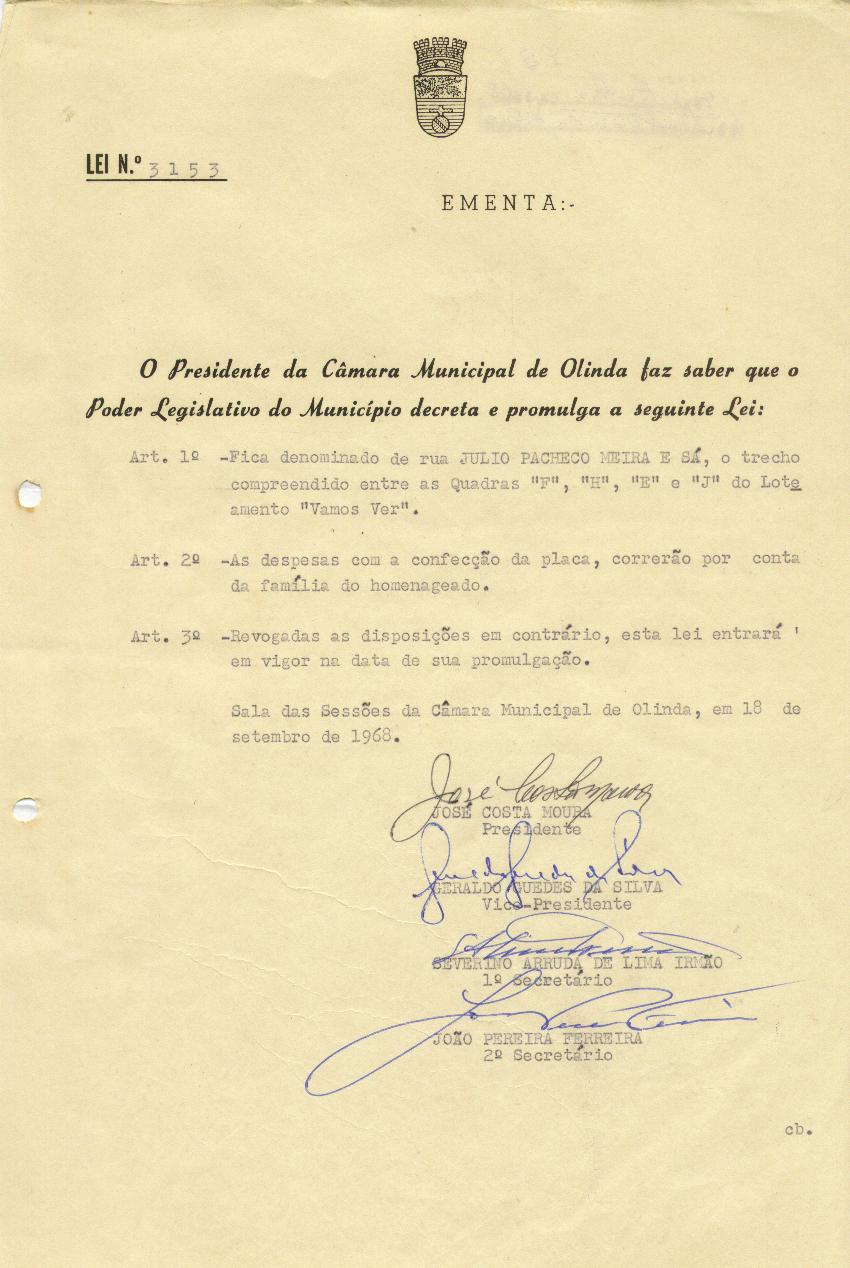 LEI N.º 3153
EMENTA:-
O Presidente da Câmara Municipal de Olinda faz saber que o
Poder Legislativo do Município decreta e promulga a seguinte Lei:
Art. 1º -Fica denominado de rua JULIO PACHECO MEIRA E SÁ, o trecho
compreendido entre as Quadras "F", "H", "E" e "J" do Lote
amento "Vamos Ver".
Art. 2º -As despesas com a confecção da placa, correrão por conta
da família do homenageado.
Art. 3º -Revogadas as disposições em contrário, esta lei entrará '
em vigor na data de sua promulgação.
Sala das Sessões da Câmara Municipal de Olinda, em 18 de
setembro de 1968.
José Costa Moura
JOSÉ COSTA MOURA
Presidente
GERALDO GUEDES DA SILVA
Vice-Presidente
SEVERINO ARRUDA DE LIMA IRMÃO
1º Secretário
JOÃO PEREIRA FERREIRA
2º Secretário
cb.